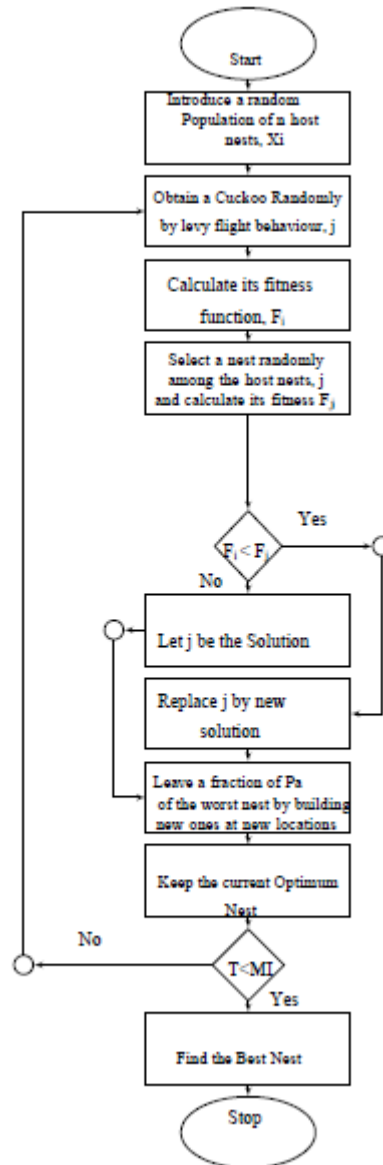 Start
Introduce a random
Population of n host
nests, Xi
Obtain a Cuckoo Randomly
by levy flight behaviour, j
Calculate its fitness
function, Fi
Select a nest randomly
among the host nests, j
and calculate its fitness Fj
Fi < Fj
Yes
No
Let j be the Solution
Replace j by new
solution
Leave a fraction of Pa
of the worst nest by building
new ones at new locations
Keep the current Optimum
Nest
No
T<MI
Yes
Find the Best Nest
Stop